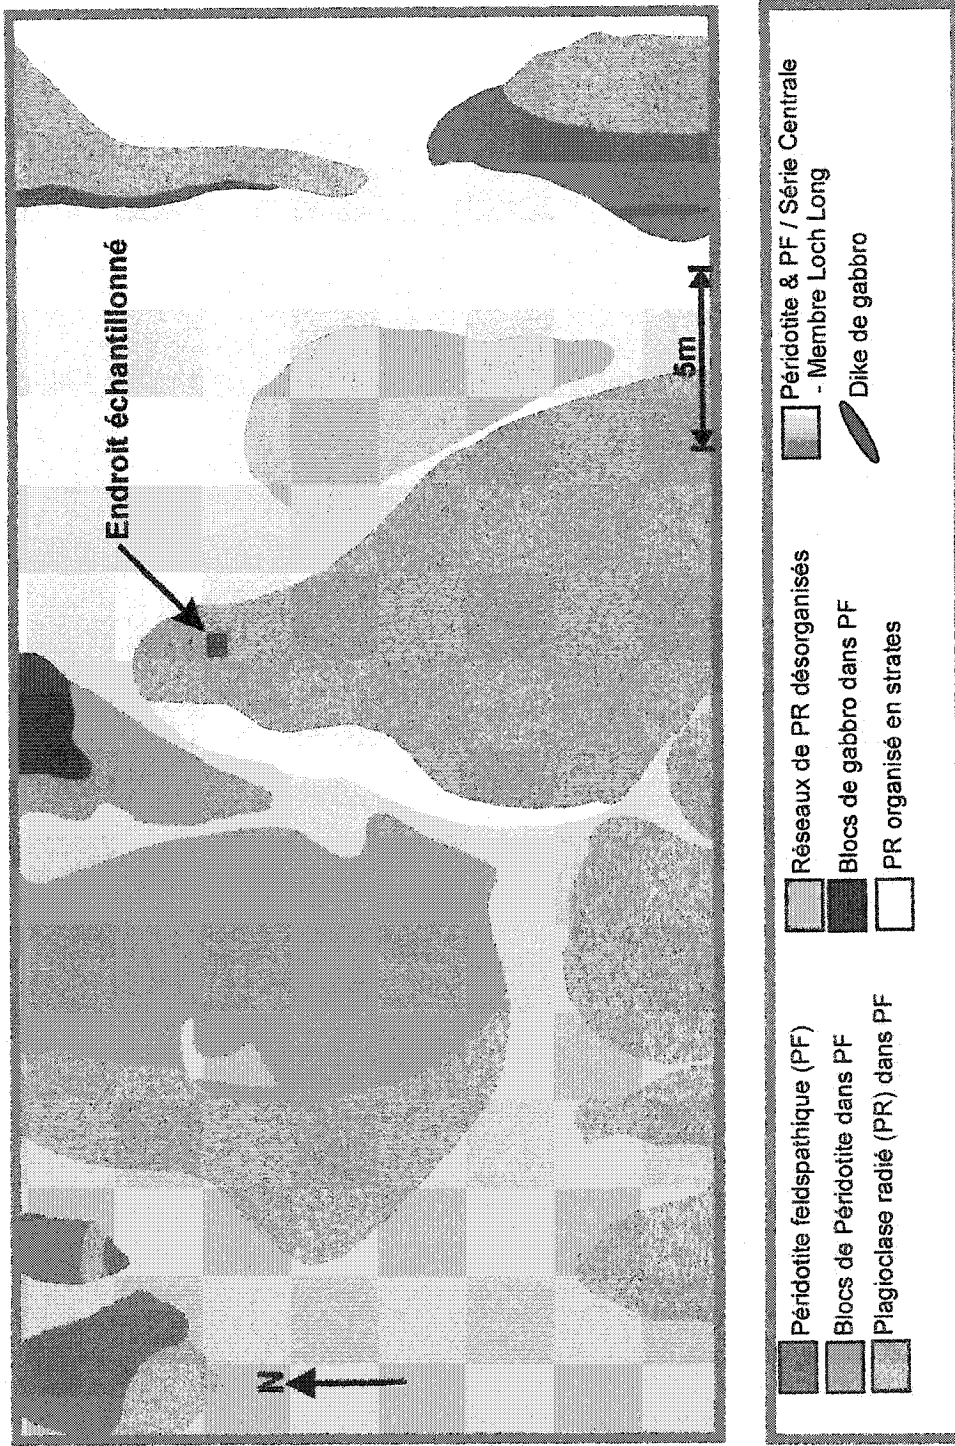 Endroit échantillonné
N
5m
Péridotite feldspathique (PF)
Blocs de Péridotite dans PF
Plagioclase radié (PR) dans PF
Réseaux de PR désorganisés
Blocs de gabbro dans PF
PR organisé en strates
Péridotite & PF / Série Centrale
- Membre Loch Long
Dike de gabbro